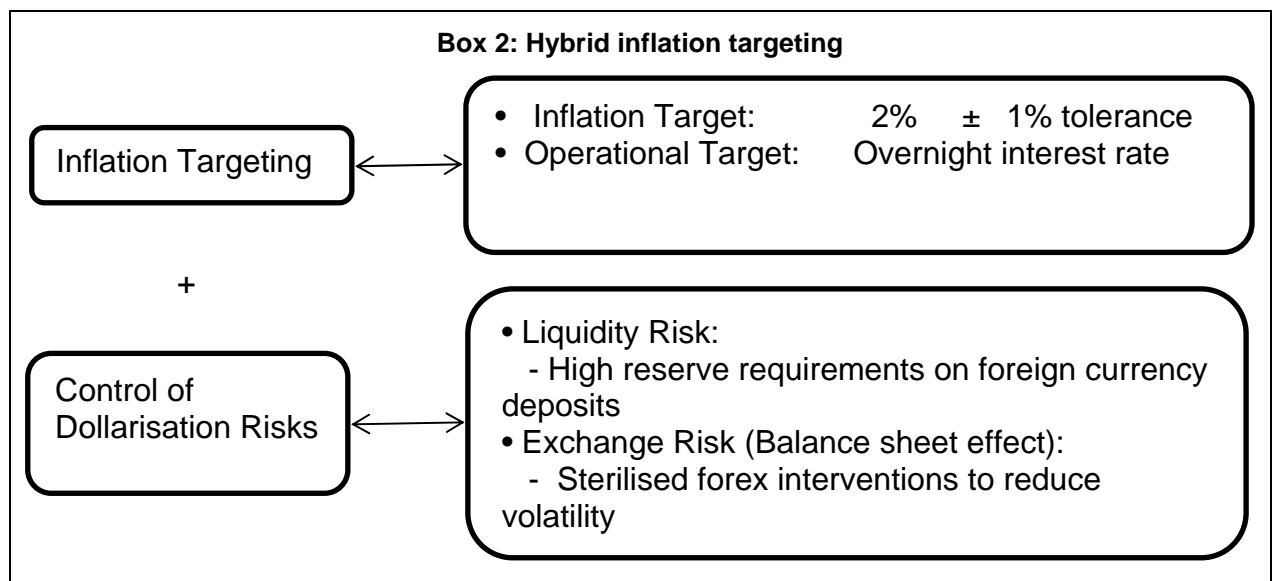 Box 2: Hybrid inflation targeting
Inflation Targeting
• Inflation Target: 2% ± 1% tolerance
• Operational Target: Overnight interest rate
+
Control of
Dollarisation Risks
• Liquidity Risk:
- High reserve requirements on foreign currency
deposits
• Exchange Risk (Balance sheet effect):
- Sterilised forex interventions to reduce
volatility